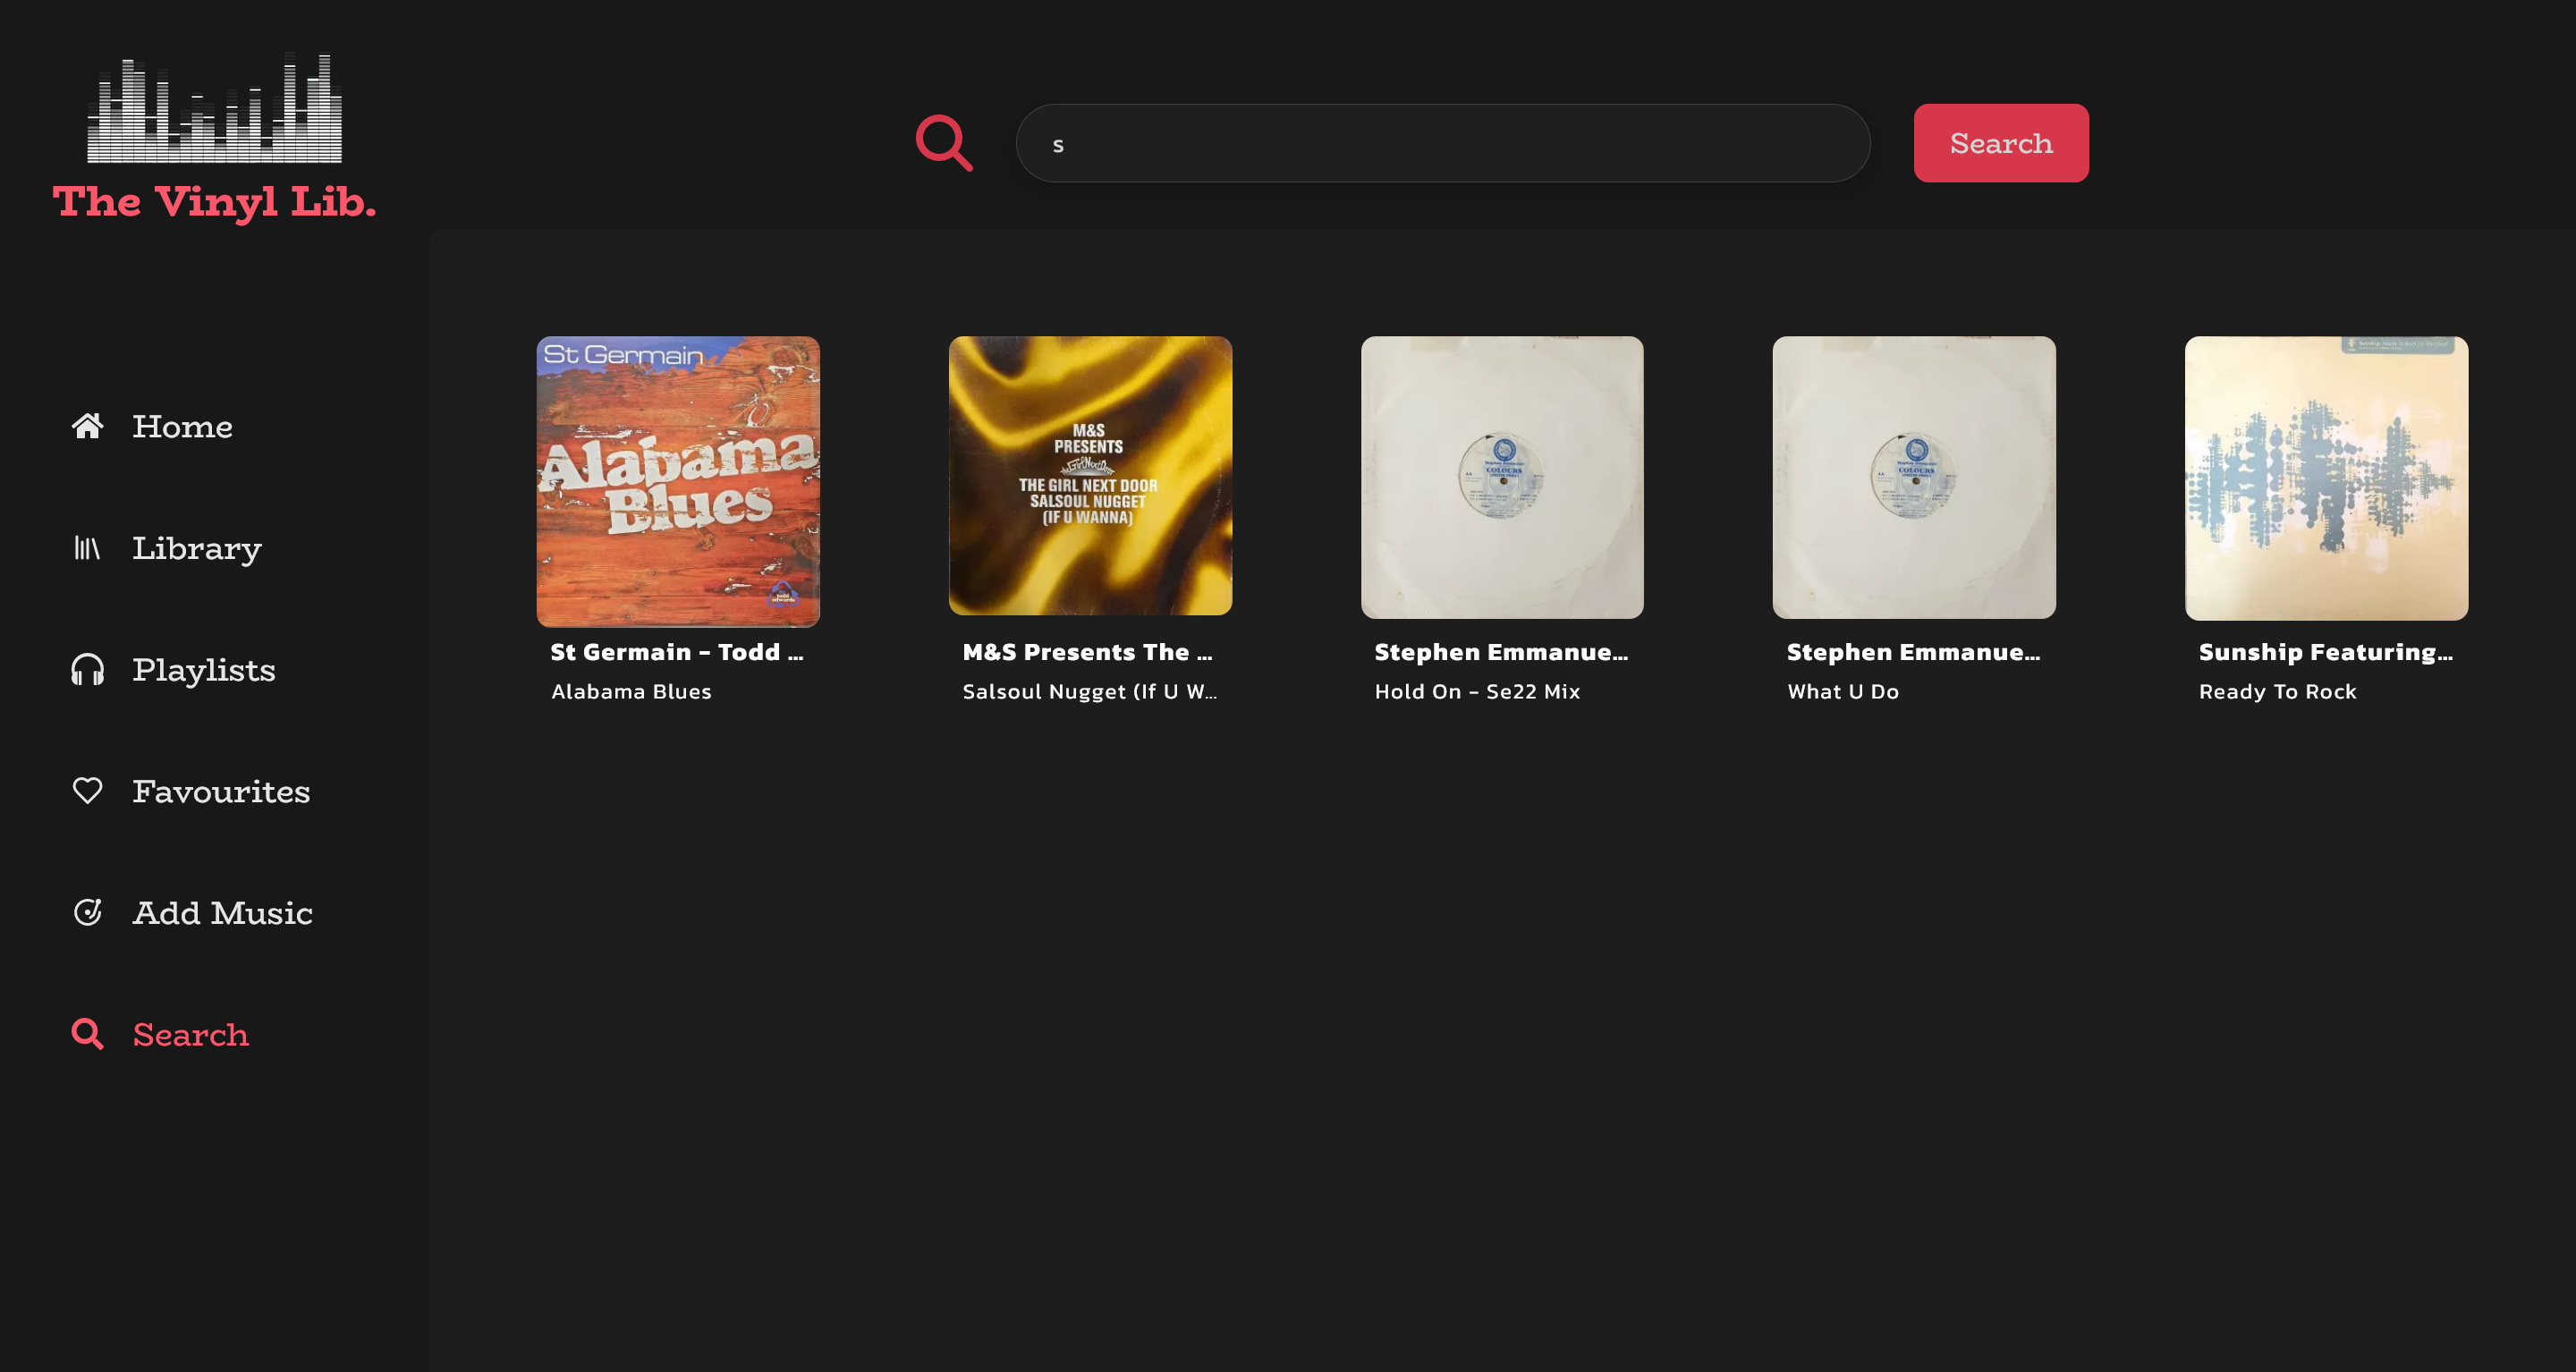 The Vinyl Lib.
s
Search
Home
Library
Playlists
Favourites
Add Music
Search
St Germain
Alabama
Blues
M&S
PRESENTS
THE GIRL NEXT DOOR
SALSOUL NUGGET
(IF U WANNA)
COLOURS
COLOURS
St Germain - Todd ...
Alabama Blues
M&S Presents The ...
Salsoul Nugget (If U W...
Stephen Emmanue...
Hold On - Se22 Mix
Stephen Emmanue...
What U Do
Sunship Featuring...
Ready To Rock